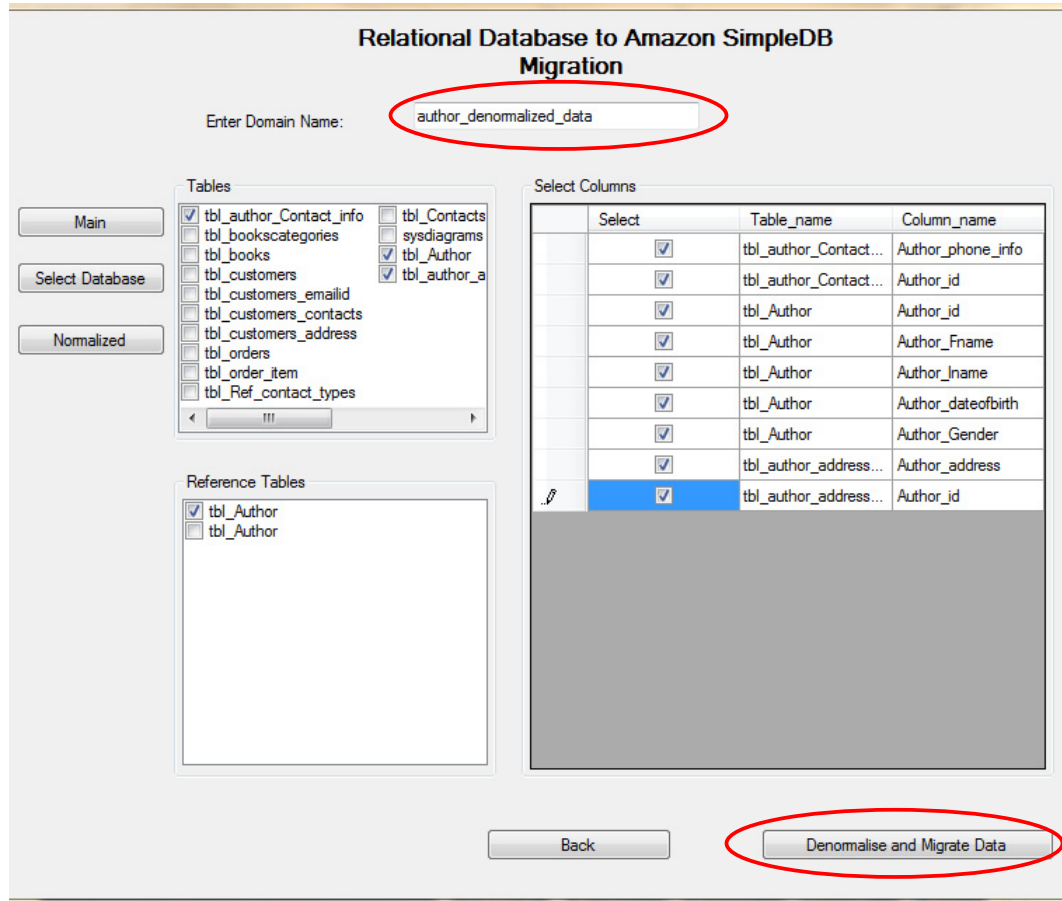 Relational Database to Amazon SimpleDB
Migration
Enter Domain Name:
author_denormalized_data
Main
Select Database
Normalized
Tables
tbl_author_Contact_info
tbl_bookscategories
tbl_books
tbl_customers
tbl_customers_emailid
tbl_customers_contacts
tbl_customers_address
tbl_orders
tbl_order_item
tbl_Ref_contact_types
tbl_Contacts
sysdiagrams
tbl_Author
tbl_author_a
Reference Tables
tbl_Author
tbl_Author
Select Columns
Select Table_name Column_name
tbl_author_Contact... Author_phone_info
tbl_author_Contact... Author_id
tbl_Author Author_id
tbl_Author Author_Fname
tbl_Author Author_lname
tbl_Author Author_dateofbirth
tbl_Author Author_Gender
tbl_author_address... Author_address
tbl_author_address... Author_id
Back
Denormalise and Migrate Data